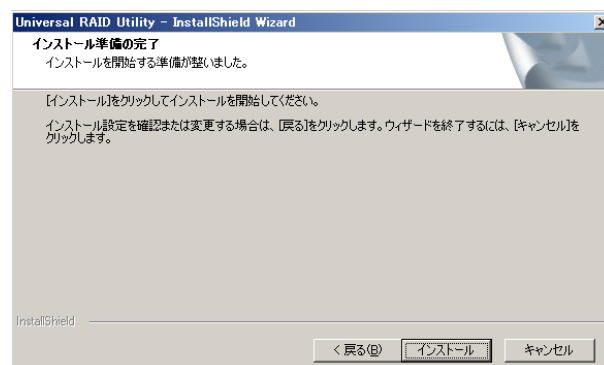 Universal RAID Utility - InstallShield Wizard
インストール準備の完了
インストールを開始する準備が整いました。
[インストール]をクリックしてインストールを開始してください。
インストール設定を確認または変更する場合は、[戻る]をクリックします。ウィザードを終了するには、[キャンセル]を
クリックします。
InstallShield
< 戻る(B) インストール キャンセル